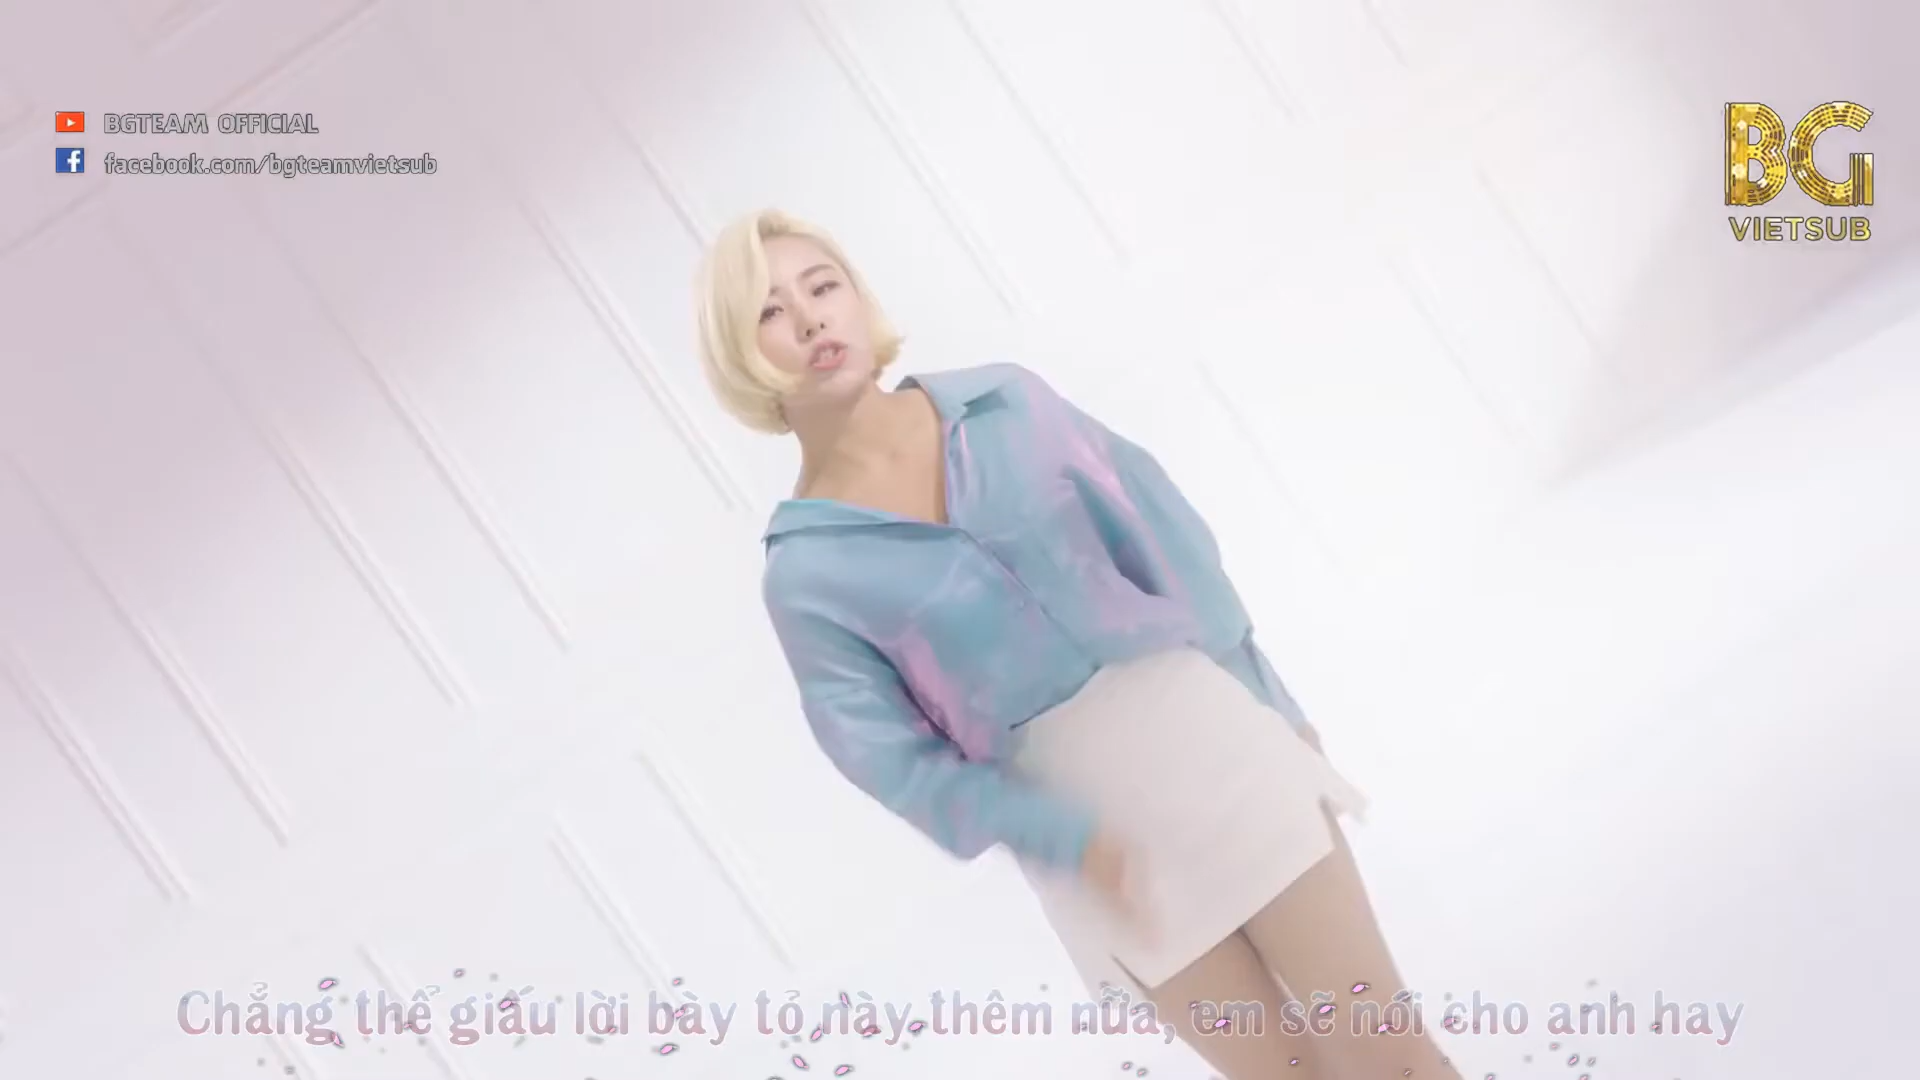 BGTEAM OFFICIAL
facebook.com/bgteamvietsub
BG
VIETSUB
Chẳng thể giấu lời bày tỏ này thêm nữa, em sẽ nói cho anh hay